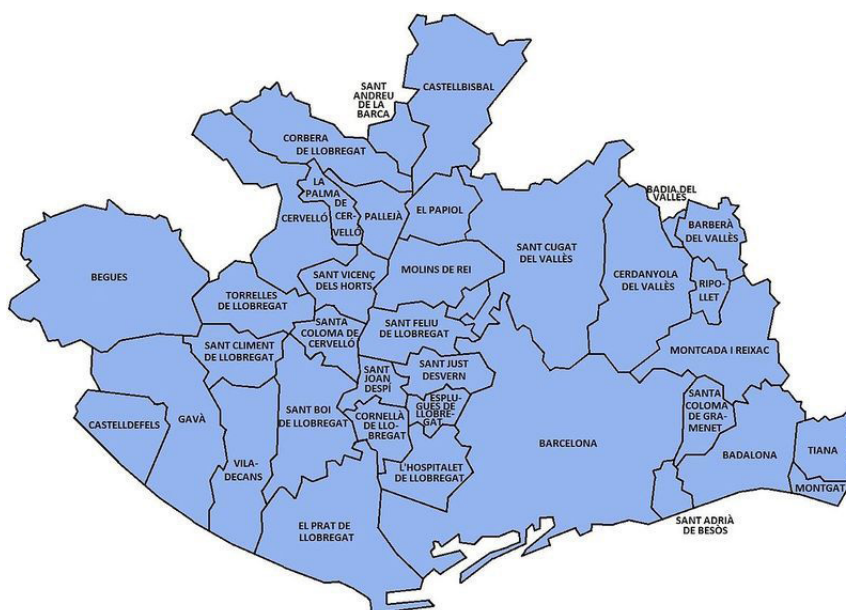 CASTELLBISBAL
SANT
ANDREU
DE LA
BARCA
CORBERA
DE LLOBREGAT
LA
PALMA
DE
CER-
VELLÓ
CERVELLÓ
PALLEJÀ
EL PAPIOL
BADIA DEL
VALLÈS
BARBERÀ
DEL VALLÈS
SANT CUGAT
DEL VALLÈS
CERDANYOLA
DEL VALLÈS
RIPO-
LLET
BEGUES
SANT VICENÇ
DELS HORTS
MOLINS DE REI
TORRELLES
DE LLOBREGAT
SANTA
COLOMA DE
CERVELLÓ
SANT FELIU
DE LLOBREGAT
SANT CLIMENT
DE LLOBREGAT
MONTCADA I REIXAC
SANT
JOAN
DESPÍ
SANT JUST
DESVERN
SANTA
COLOMA
DE GRA-
MENET
ESPLU-
GUES DE
LLOBRE-
GAT
CASTELLDEFELS
GAVÀ
SANT BOI
DE LLOBREGAT
CORNELLÀ
DE LLO-
BREGAT
BARCELONA
BADALONA
TIANA
VILA-
DECANS
L'HOSPITALET
DE LLOBREGAT
MONTGAT
EL PRAT DE
LLOBREGAT
SANT ADRIÀ
DE BESÒS